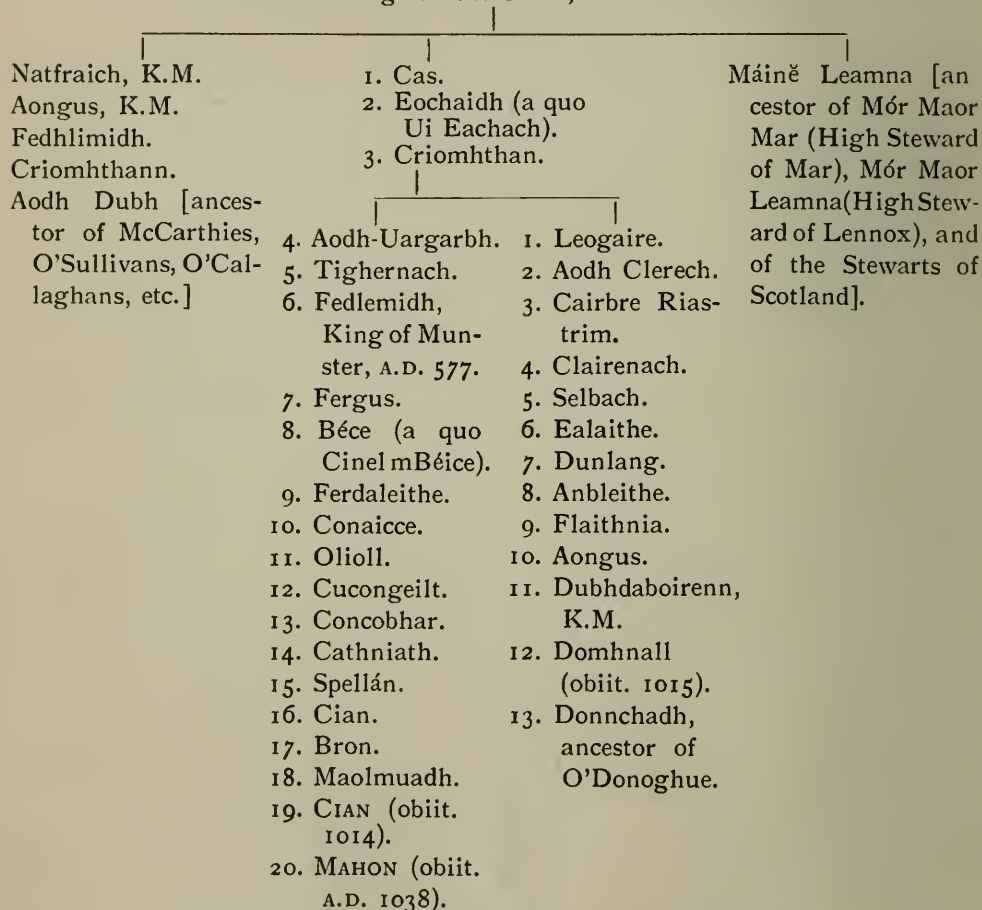 Natfraich, K.M.
Aongus, K.M.
Fedhlimidh.
Criomhthann.
Aodh Dubh [ances-
tor of McCarthies,
O'Sullivans, O'Cal-
laghans, etc.]
1. Cas.
2. Eochaidh (a quo
Ui Eachach).
3. Criomhthan.
4. Aodh-Uargarbh.
5. Tighernach.
6. Fedlemidh,
King of Mun-
ster, A.D. 577.
7. Fergus.
8. Béce (a quo
Cinel mBéice).
9. Ferdaleithe.
10. Conaicce.
11. Olioll.
12. Cucongeilt.
13. Concobhar.
14. Cathniath.
15. Spellán.
16. Cian.
17. Bron.
18. Maolmuadh.
19. CIAN (obiit.
1014).
20. MAHON (obiit.
A.D. 1038).
1. Leogaire.
2. Aodh Clerech.
3. Cairbre Rias-
trim.
4. Clairenach.
5. Selbach.
6. Ealaithe.
7. Dunlang.
8. Anbleithe.
9. Flaithnia.
10. Aongus.
11. Dubhdaboirenn,
K.M.
12. Domhnall
(obiit. 1015).
13. Donnchadh,
ancestor of
O'Donoghue.
Máinĕ Leamna [an
cestor of Mór Maor
Mar (High Steward
of Mar), Mór Maor
Leamna (High Stew-
ard of Lennox), and
of the Stewarts of
Scotland].